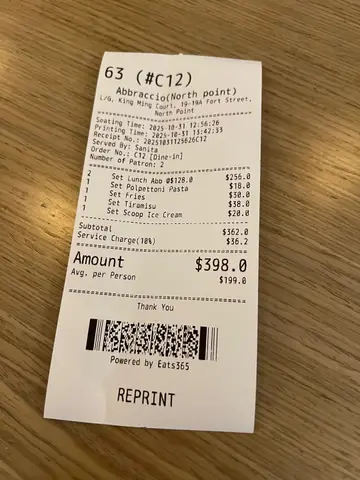 63 (#C12)
Abbraccio(North point)
L/G, King Ming Court, 19-19A Fort Street,
North Point
Seating Time: 2025-10-31 12:56:26
Printing Time: 2025-10-31 13:42:33
Receipt No.: 20251031125626C12
Served By: Sanita
Order No.: C12 [Dine-in]
Number of Patron: 2
2 Set Lunch Abb @$128.0 $256.0
1 Set Polpettoni Pasta $18.0
1 Set Fries $30.0
1 Set Tiramisu $38.0
1 Set Scoop Ice Cream $20.0
Subtotal $362.0
Service Charge(10%) $36.2
Amount $398.0
Avg. per Person $199.0
Thank You
Powered by Eats365
REPRINT